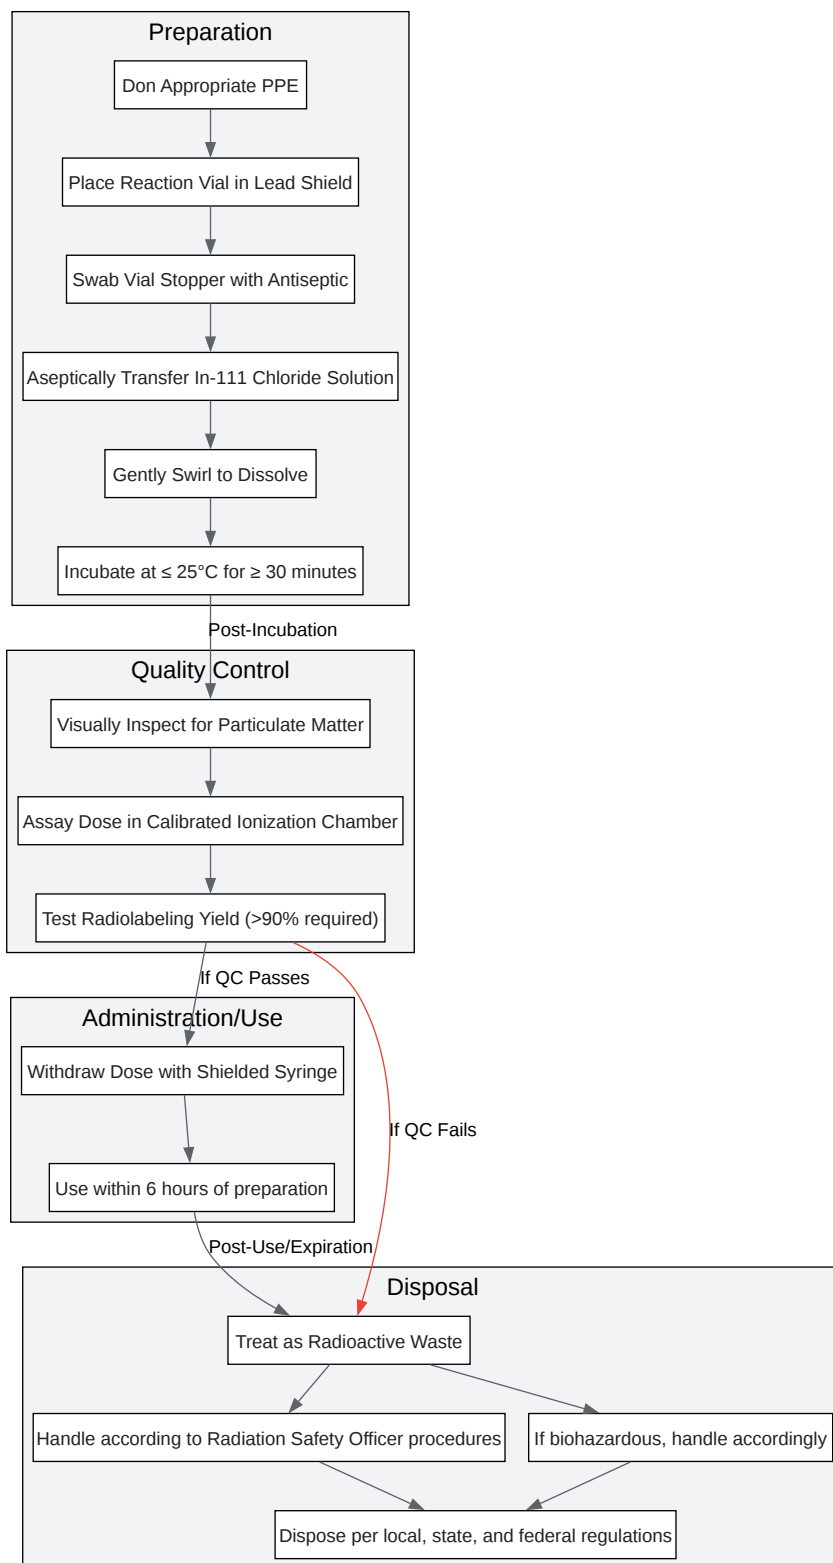 Preparation
Don Appropriate PPE
Place Reaction Vial in Lead Shield
Swab Vial Stopper with Antiseptic
Aseptically Transfer In-111 Chloride Solution
Gently Swirl to Dissolve
Incubate at ≤ 25°C for ≥ 30 minutes
Post-Incubation
Quality Control
Visually Inspect for Particulate Matter
Assay Dose in Calibrated Ionization Chamber
Test Radiolabeling Yield (>90% required)
If QC Passes
Administration/Use
Withdraw Dose with Shielded Syringe
If QC Fails
Use within 6 hours of preparation
Post-Use/Expiration
Disposal
Treat as Radioactive Waste
Handle according to Radiation Safety Officer procedures
If biohazardous, handle accordingly
Dispose per local, state, and federal regulations